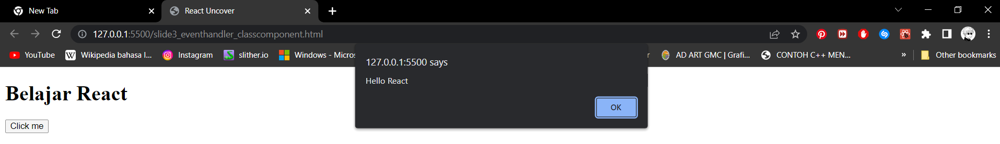 New Tab
React Uncover
127.0.0.1:5500/slide3_eventhandler_classcomponent.html
YouTube
Wikipedia bahasa I...
Instagram
slither.io
Windows - Micros
r
AD ART GMC | Grafi...
CONTOH C++ MEN...
»
Other bookmarks
127.0.0.1:5500 says
Hello React
OK
Belajar React
Click me